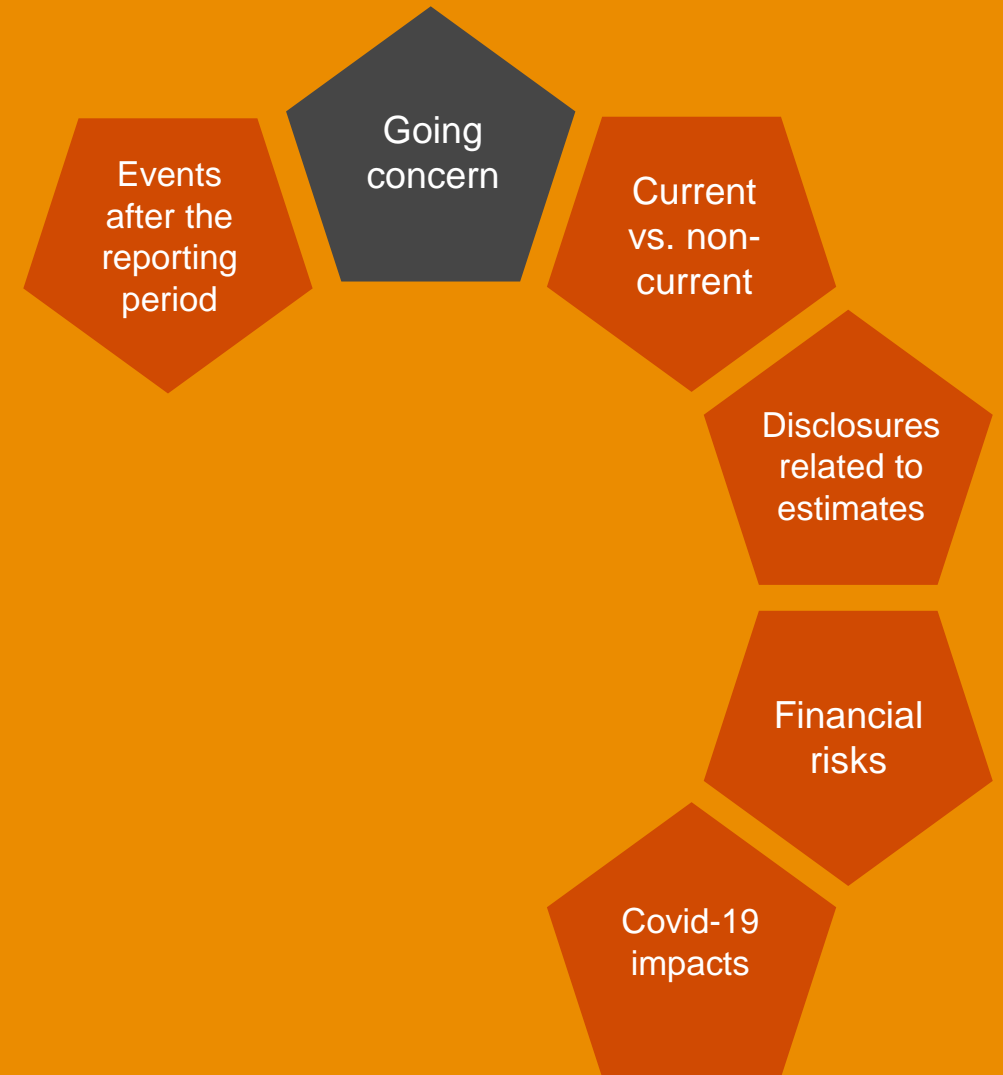 Events
after the
reporting
period
Going
concern
Current
vs. non-
current
Disclosures
related to
estimates
Financial
risks
Covid-19
impacts